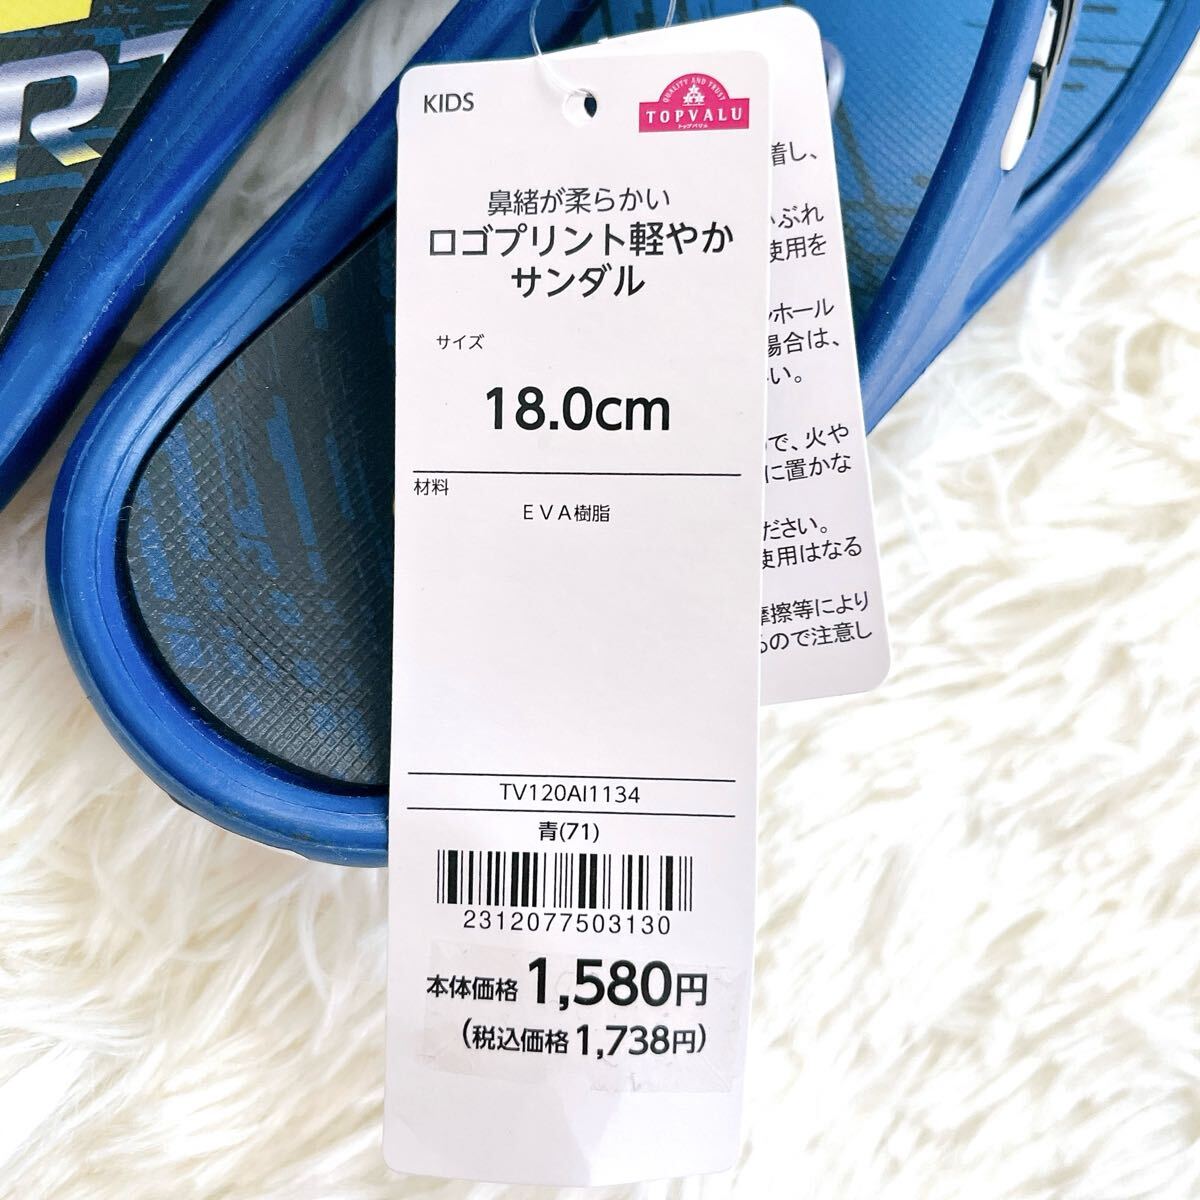 RT
KIDS
QUALITY AND TRUST
TOPVALU
トップバリュ
鼻緒が柔らかい
ロゴプリント軽やか
サンダル
サイズ
18.0cm
材料
EVA樹脂
TV120AI1134
青(71)
2312077503130
本体価格 1,580円
(税込価格 1,738円)
着し、
ぶれ
使用を
ホール
場合は、
い。
で、火や
に置かな
ださい。
使用はなる
摩擦等により
るので注意し